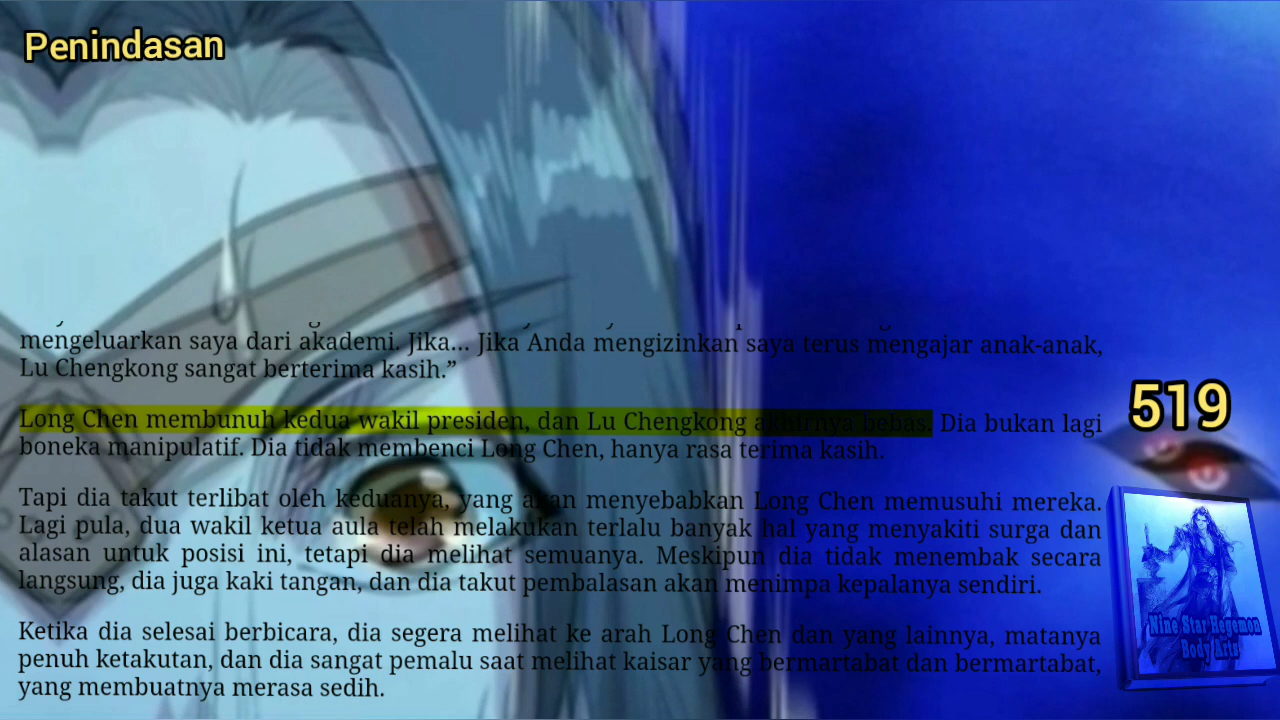 Penindasan
mengeluarkan saya dari akademi. Jika... Jika Anda mengizinkan saya terus mengajar anak-anak,
Lu Chengkong sangat berterima kasih.”
Long Chen membunuh kedua wakil presiden, dan Lu Chengkong akhirnya bebas. Dia bukan lagi
boneka manipulatif. Dia tidak membenci Long Chen, hanya rasa terima kasih.
519
Tapi dia takut terlibat oleh keduanya, yang akan menyebabkan Long Chen memusuhi mereka.
Lagi pula, dua wakil ketua aula telah melakukan terlalu banyak hal yang menyakiti surga dan
alasan untuk posisi ini, tetapi dia melihat semuanya. Meskipun dia tidak menembak secara
langsung, dia juga kaki tangan, dan dia takut pembalasan akan menimpa kepalanya sendiri.
Ketika dia selesai berbicara, dia segera melihat ke arah Long Chen dan yang lainnya, matanya
penuh ketakutan, dan dia sangat pemalu saat melihat kaisar yang bermartabat dan bermartabat,
yang membuatnya merasa sedih.
Nine Star Hegemon
Body Arts